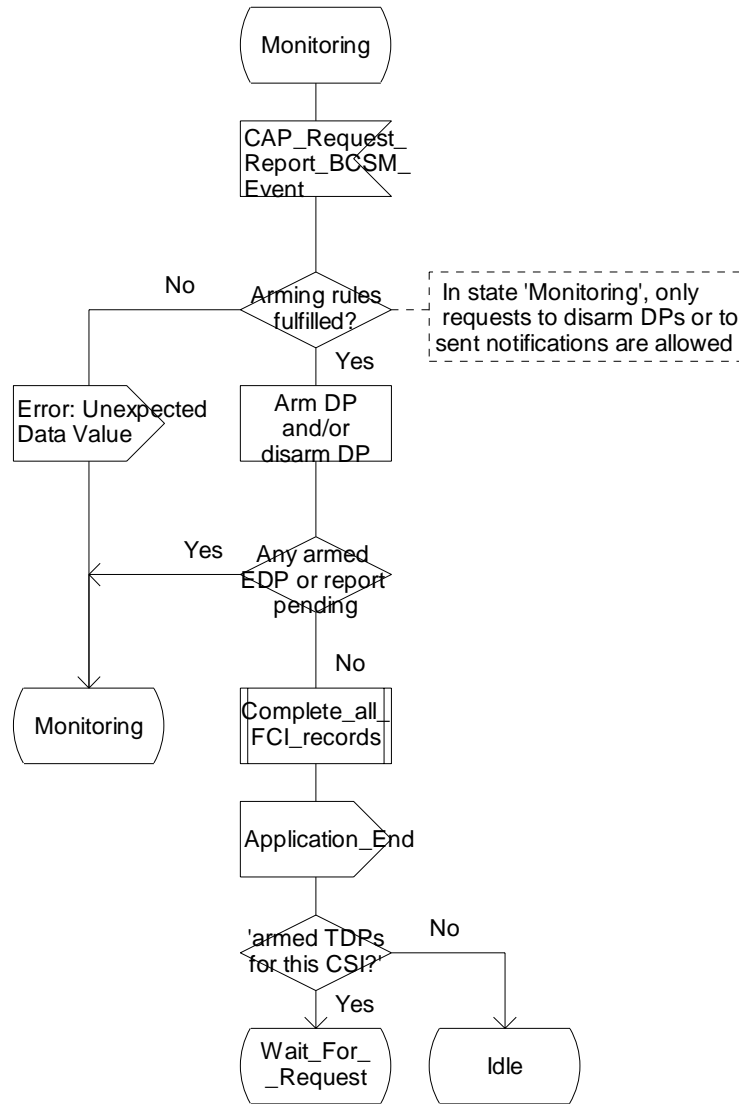 Monitoring
CAP_Request_
Report_BCSM_
Event
No
Arming rules
fulfilled?
In state 'Monitoring', only
requests to disarm DPs or to
sent notifications are allowed
Yes
Error: Unexpected
Data Value
Arm DP
and/or
disarm DP
Yes
Any armed
EDP or report
pending
No
Monitoring
Complete_all_
FCI_records
Application_End
'armed TDPs
for this CSI?'
No
Yes
Wait_For_
_Request
Idle